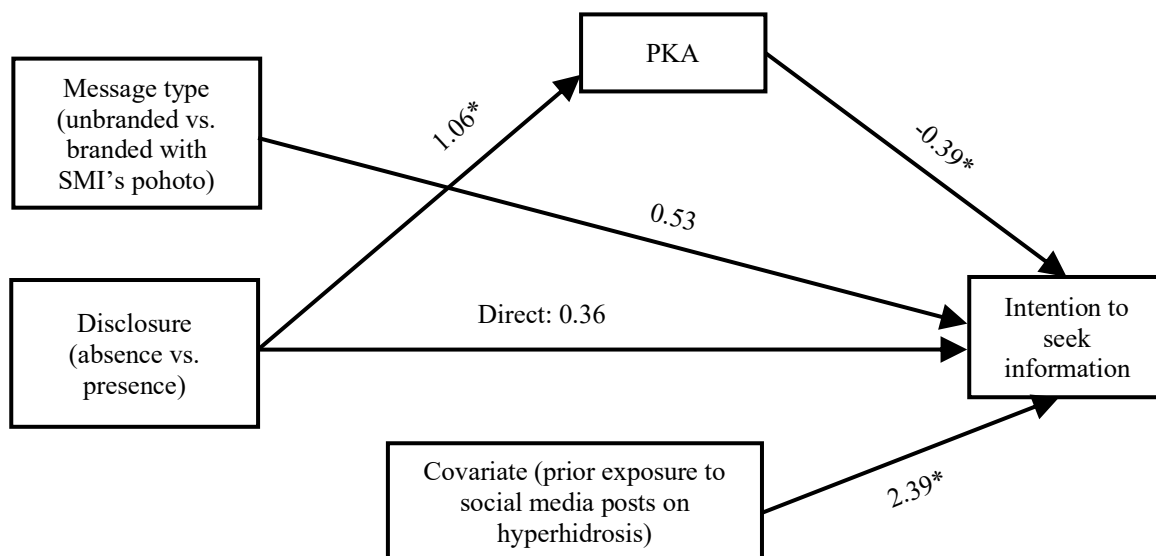 PKA
Message type
(unbranded vs.
branded with
SMI’s pohoto)
1.06*
-0.39*
0.53
Disclosure
(absence vs.
presence)
Direct: 0.36
Intention to
seek
information
Covariate (prior exposure to
social media posts on
hyperhidrosis)
2.39*